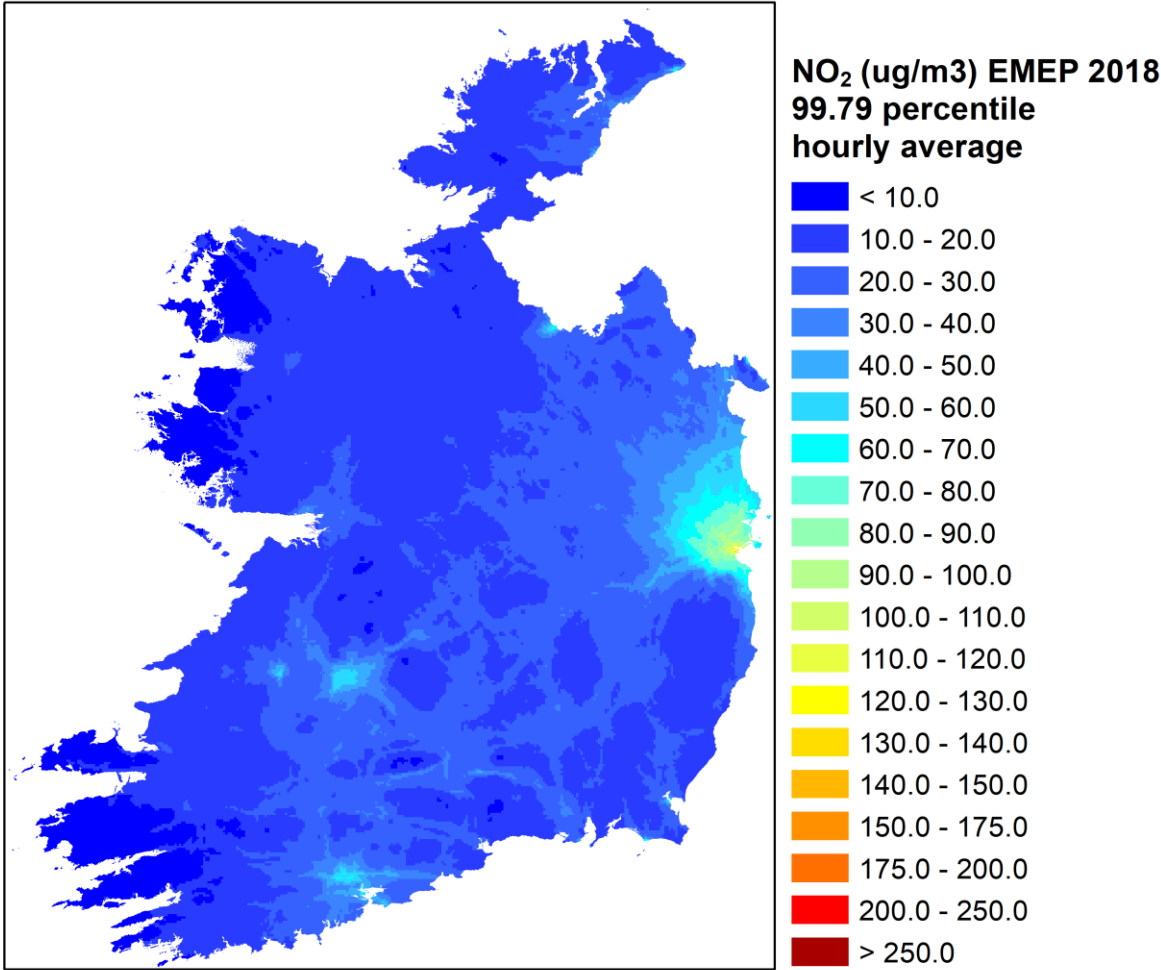 NO₂ (ug/m3) EMEP 2018
99.79 percentile
hourly average
< 10.0
10.0 - 20.0
20.0 - 30.0
30.0 - 40.0
40.0 - 50.0
50.0 - 60.0
60.0 - 70.0
70.0 - 80.0
80.0 - 90.0
90.0 - 100.0
100.0 - 110.0
110.0 - 120.0
120.0 - 130.0
130.0 - 140.0
140.0 - 150.0
150.0 - 175.0
175.0 - 200.0
200.0 - 250.0
> 250.0